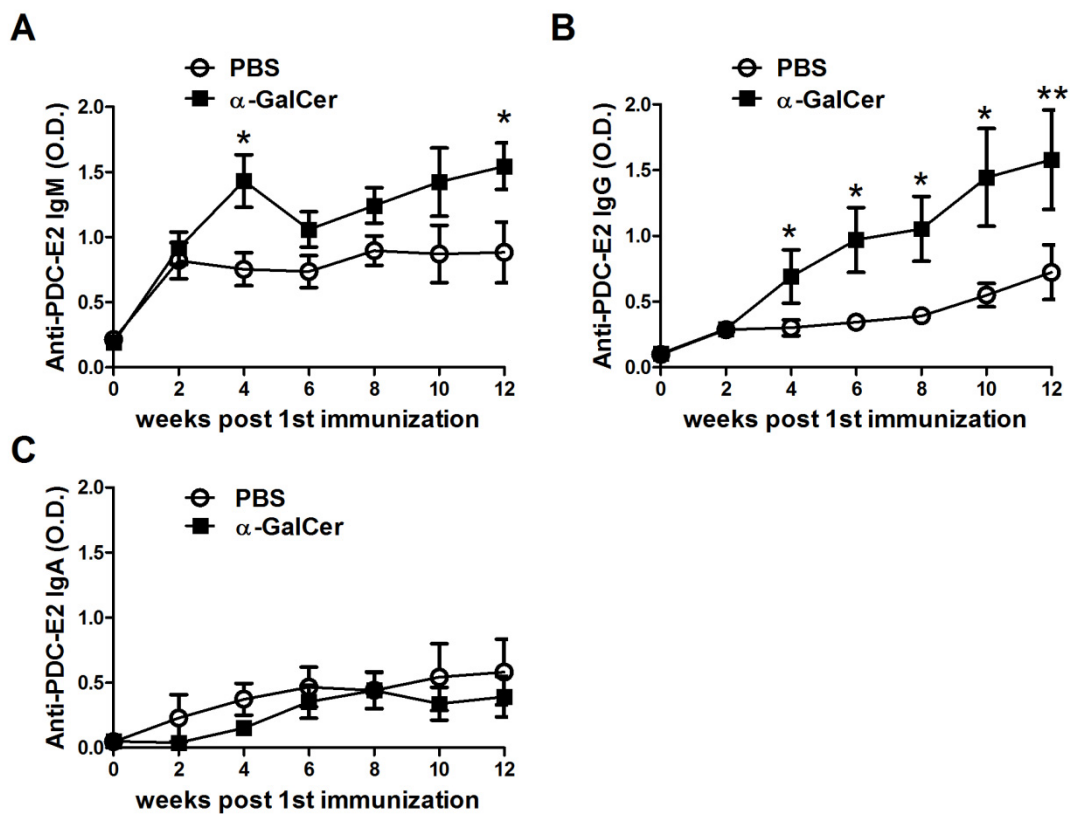 A
PBS
α-GalCer
Anti-PDC-E2 IgM (O.D.)
2.0
1.5
1.0
0.5
0.0
*
*
0 2 4 6 8 10 12
weeks post 1st immunization
B
PBS
α-GalCer
Anti-PDC-E2 IgG (O.D.)
2.0
1.5
1.0
0.5
0.0
*
*
*
*
**
0 2 4 6 8 10 12
weeks post 1st immunization
C
PBS
α-GalCer
Anti-PDC-E2 IgA (O.D.)
2.0
1.5
1.0
0.5
0.0
0 2 4 6 8 10 12
weeks post 1st immunization